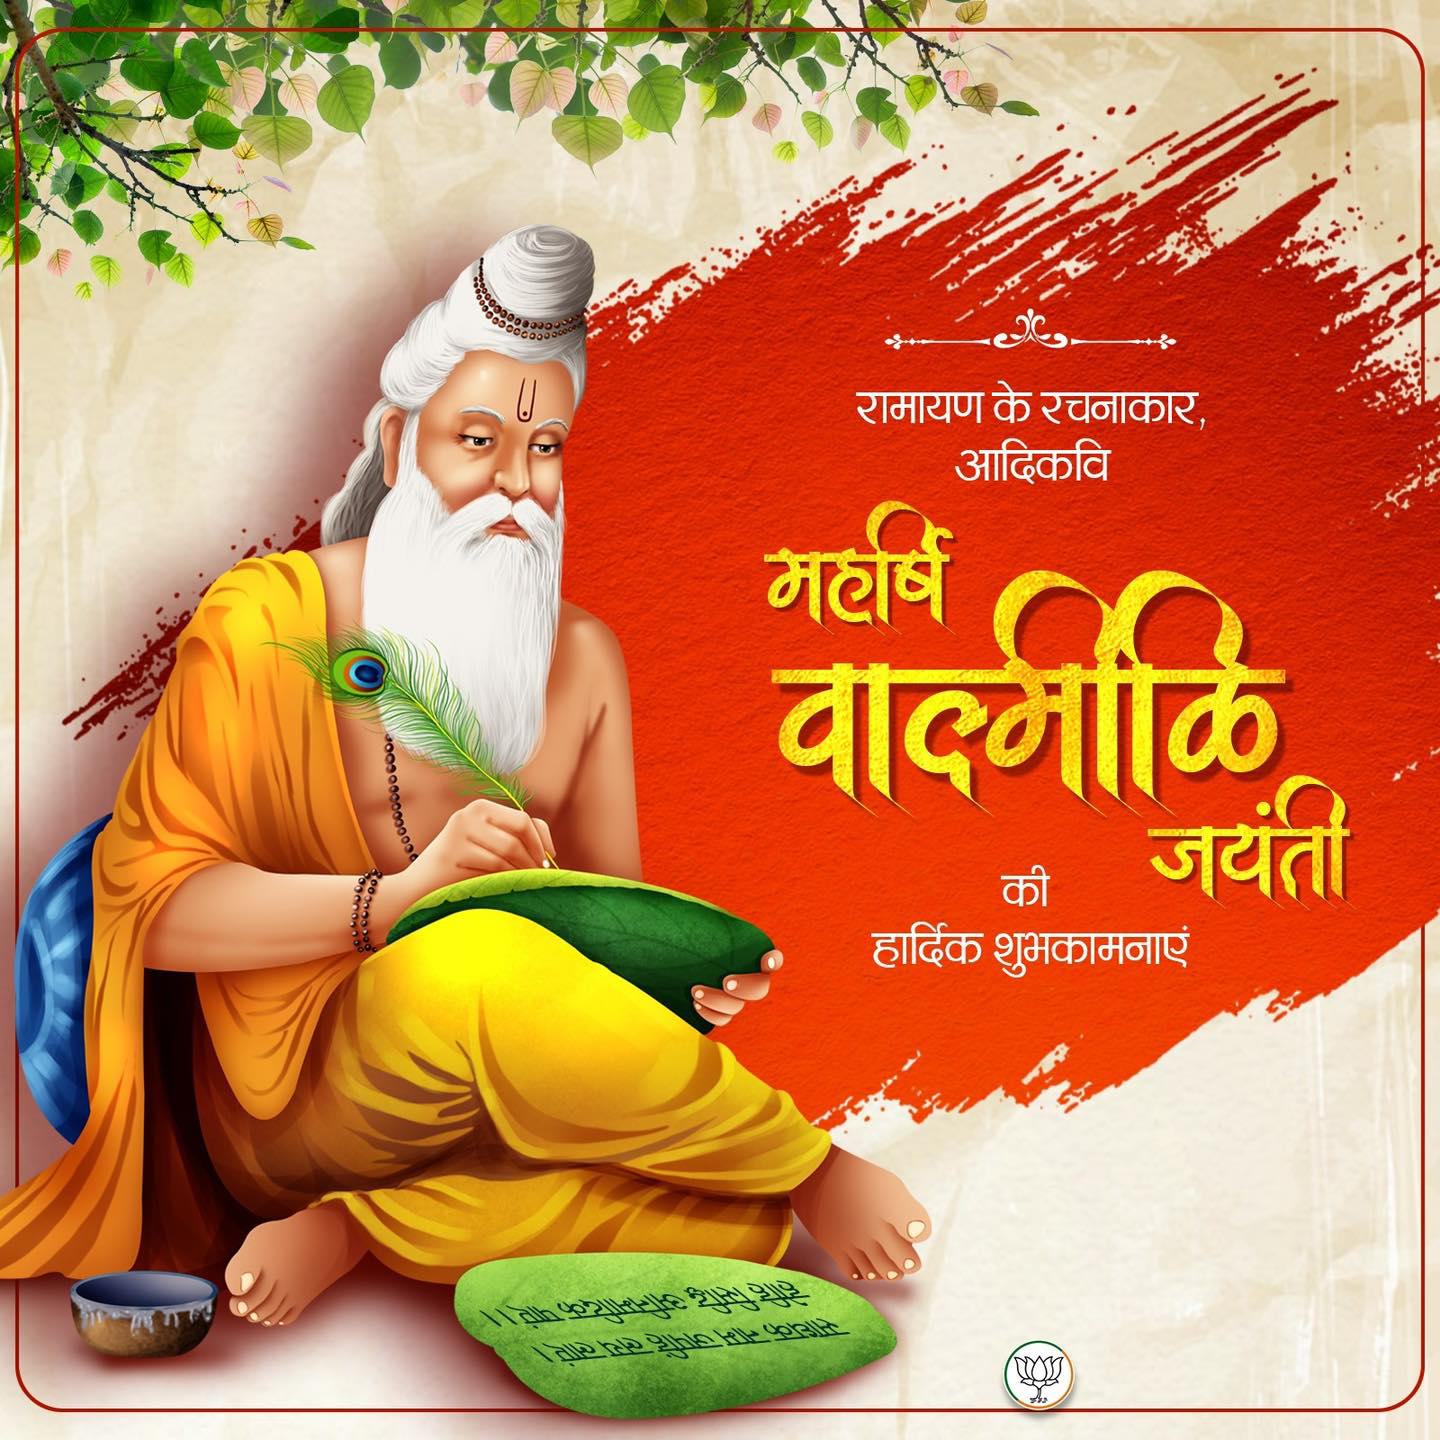 रामायण के रचनाकार,
आदिकवि
महर्षि
वाल्मीकि
जयंती
की
हार्दिक शुभकामनाएं